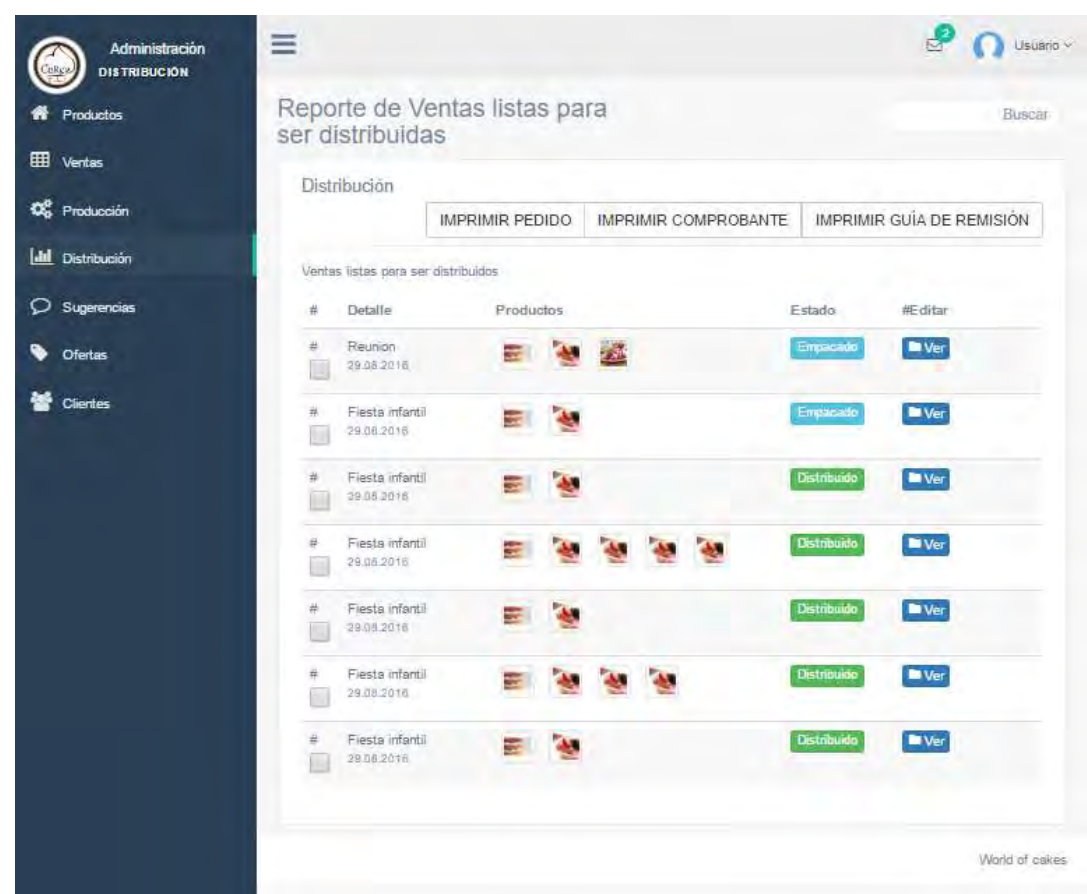 Administración
DISTRIBUCIÓN
2
Usuario
Productos
Ventas
Producción
Distribución
Sugerencias
Ofertas
Clientes
Reporte de Ventas listas para
ser distribuidas
Buscar
Distribución
IMPRIMIR PEDIDO IMPRIMIR COMPROBANTE IMPRIMIR GUÍA DE REMISIÓN
Ventas listas para ser distribuidos
# Detalle Productos Estado #Editar
# Reunion Empacado Ver
29.08.2016
# Fiesta infantil Empacado Ver
29.08.2016
# Fiesta infantil Distribuido Ver
29.08.2016
# Fiesta infantil Distribuido Ver
29.08.2016
# Fiesta infantil Distribuido Ver
29.08.2016
# Fiesta infantil Distribuido Ver
29.08.2016
# Fiesta infantil Distribuido Ver
29.08.2016
World of cakes